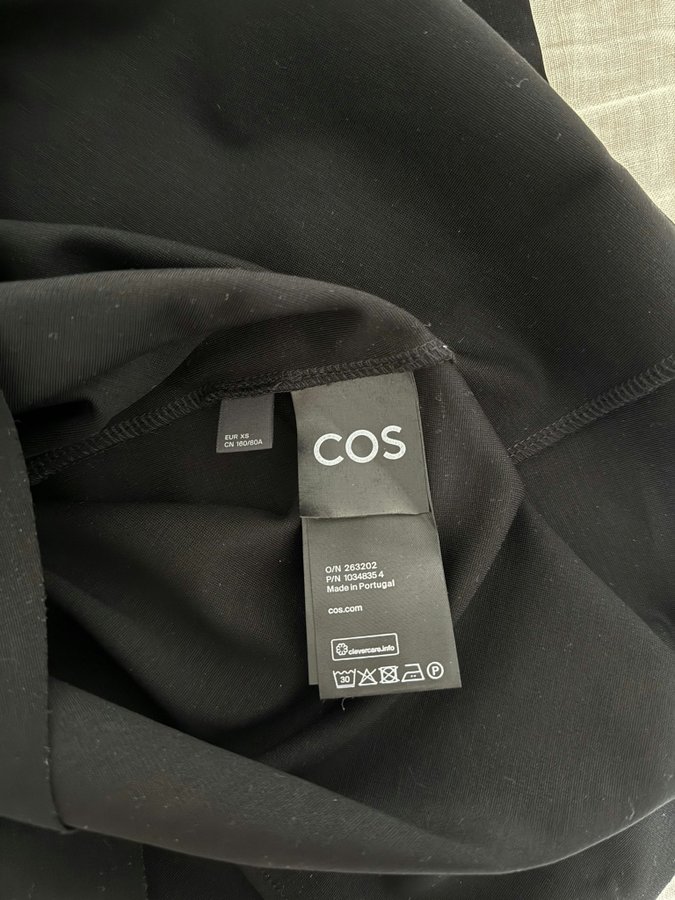 EUR XS
CN 160/80A
COS
O/N 263202
P/N 1034835 4
Made in Portugal
cos.com
clevercare.info
30
P